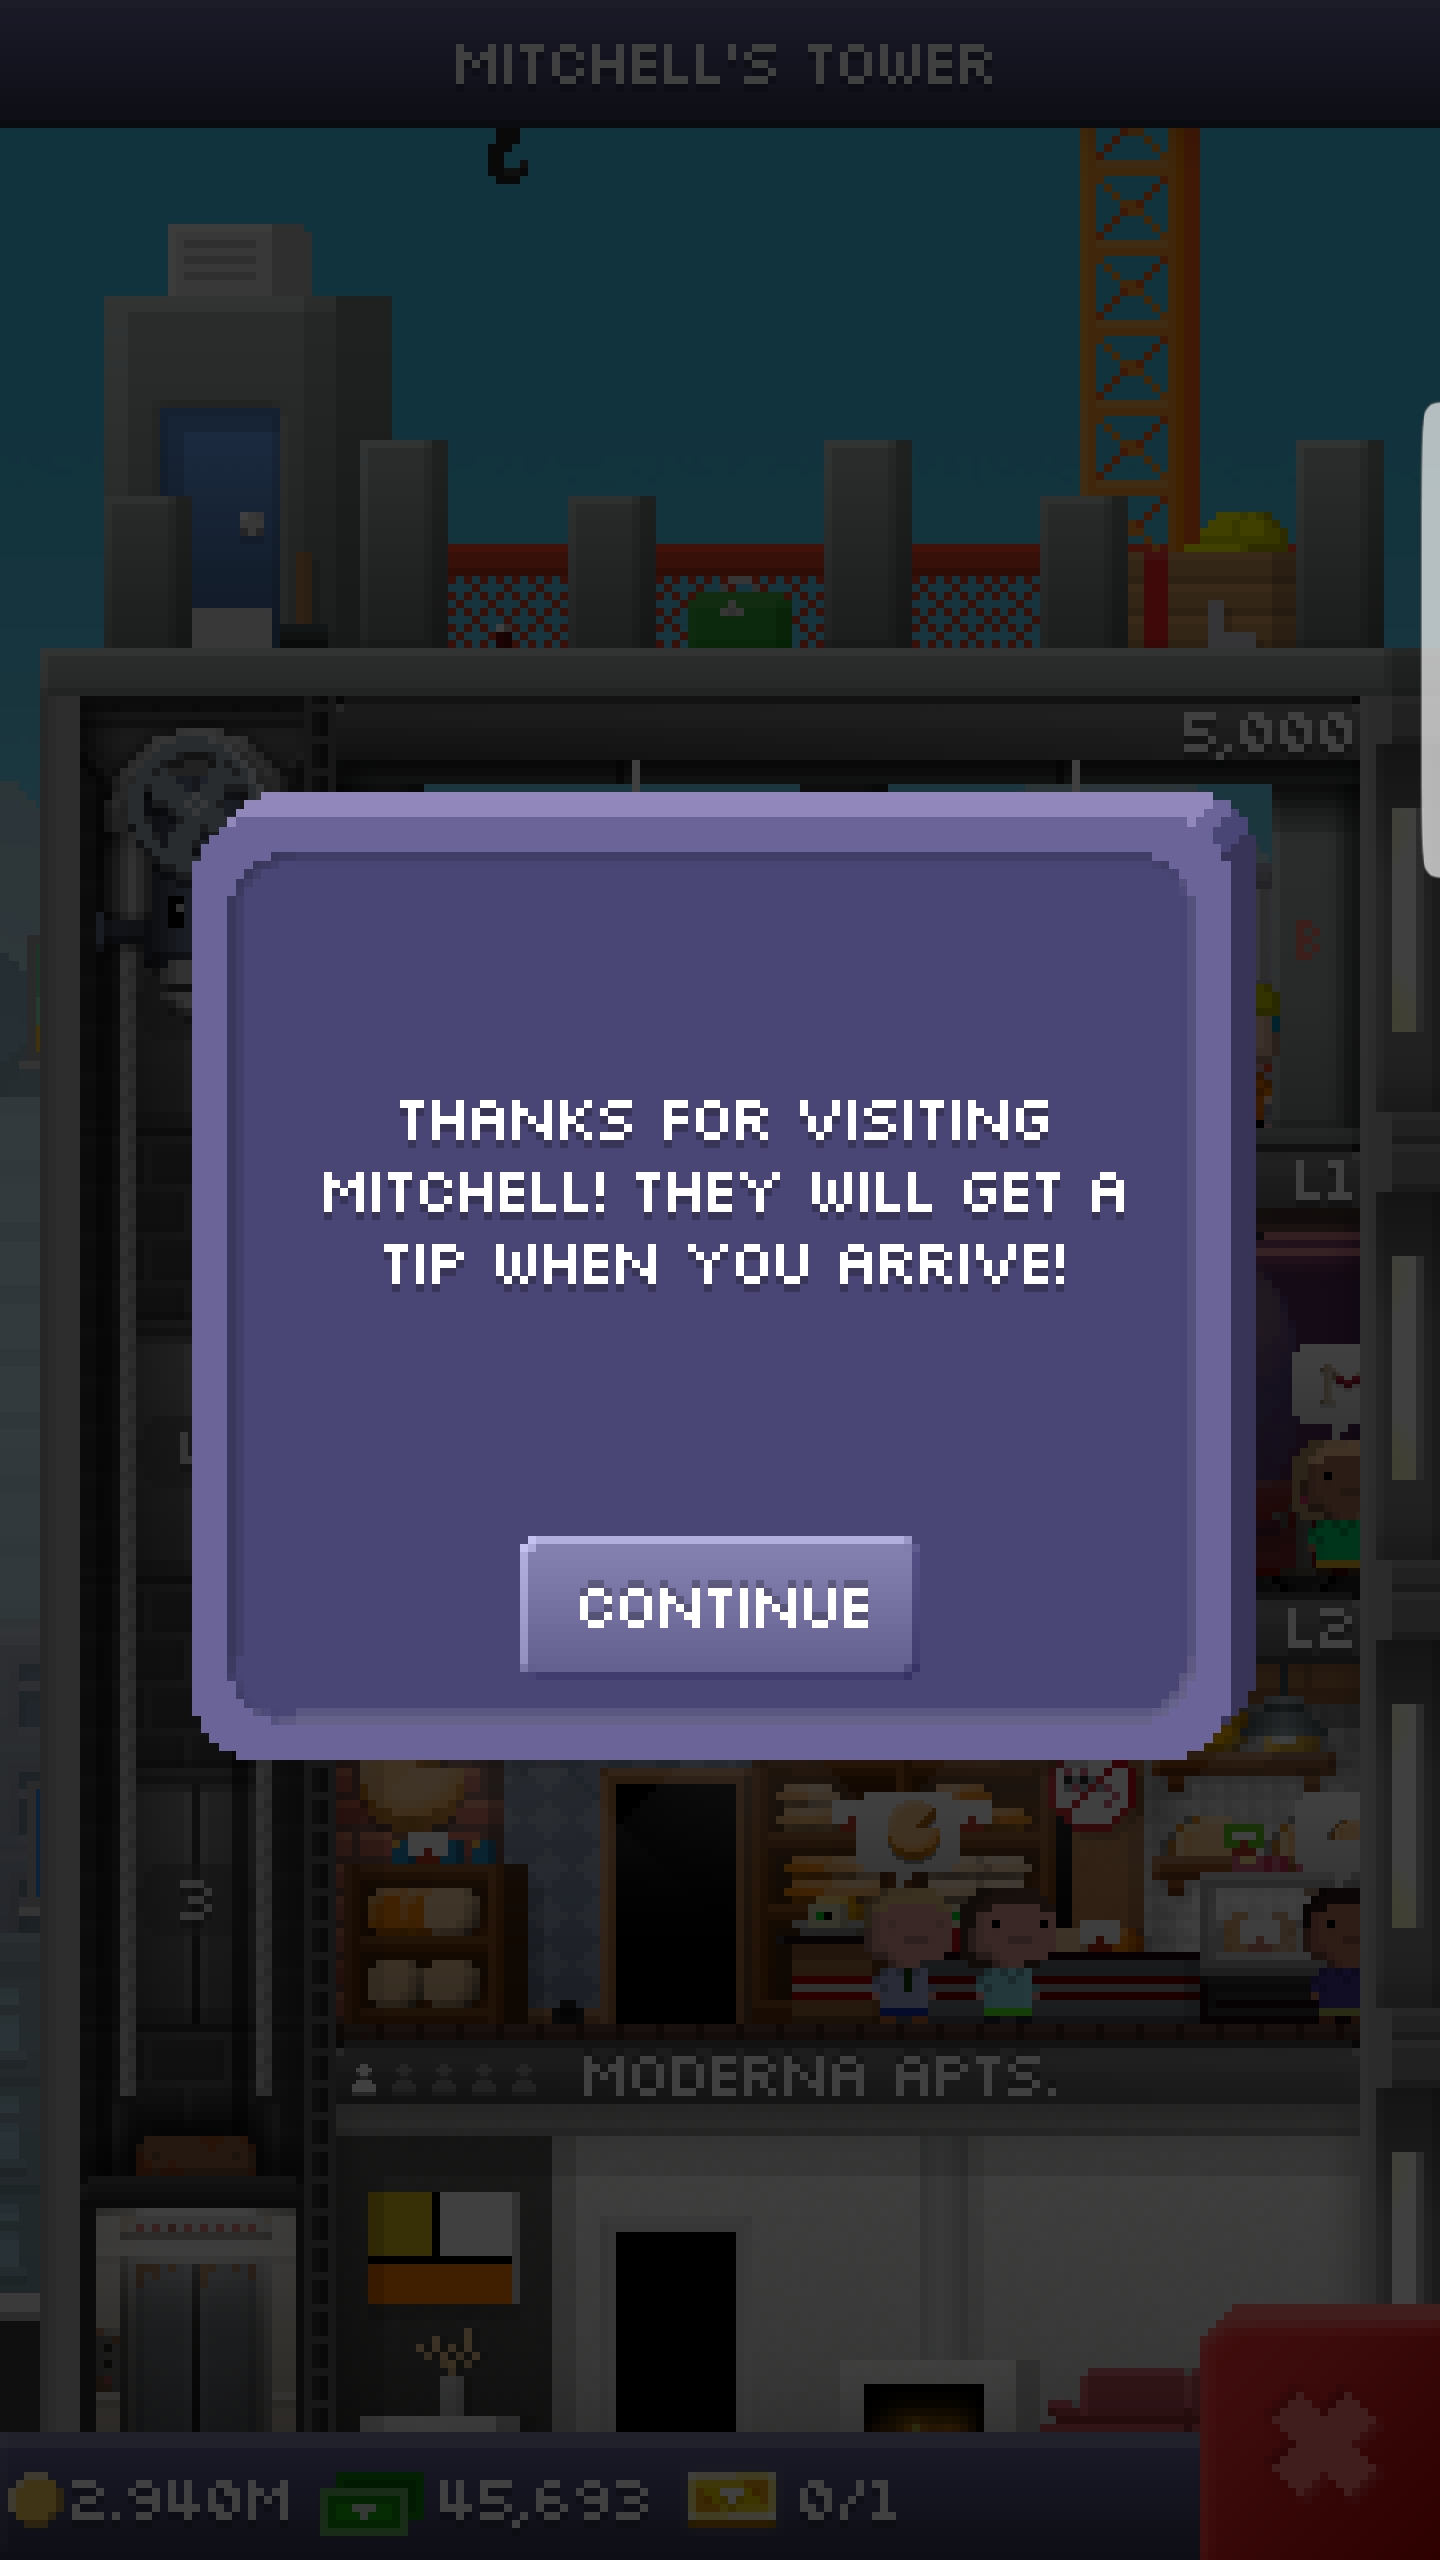 MITCHELL'S TOWER
5,000
B
THANKS FOR VISITING
MITCHELL! THEY WILL GET A
TIP WHEN YOU ARRIVE!
L1
CONTINUE
L2
3
MODERNA APTS.
2.940M 45,693 0/1